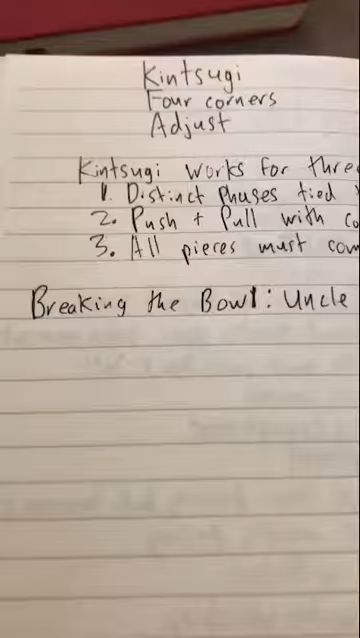 Kintsugi
Four corners
Adjust
Kintsugi works for three
1. Distinct phases tied
2. Push + Pull with co
3. All pieces must com
Breaking the Bowl: Uncle